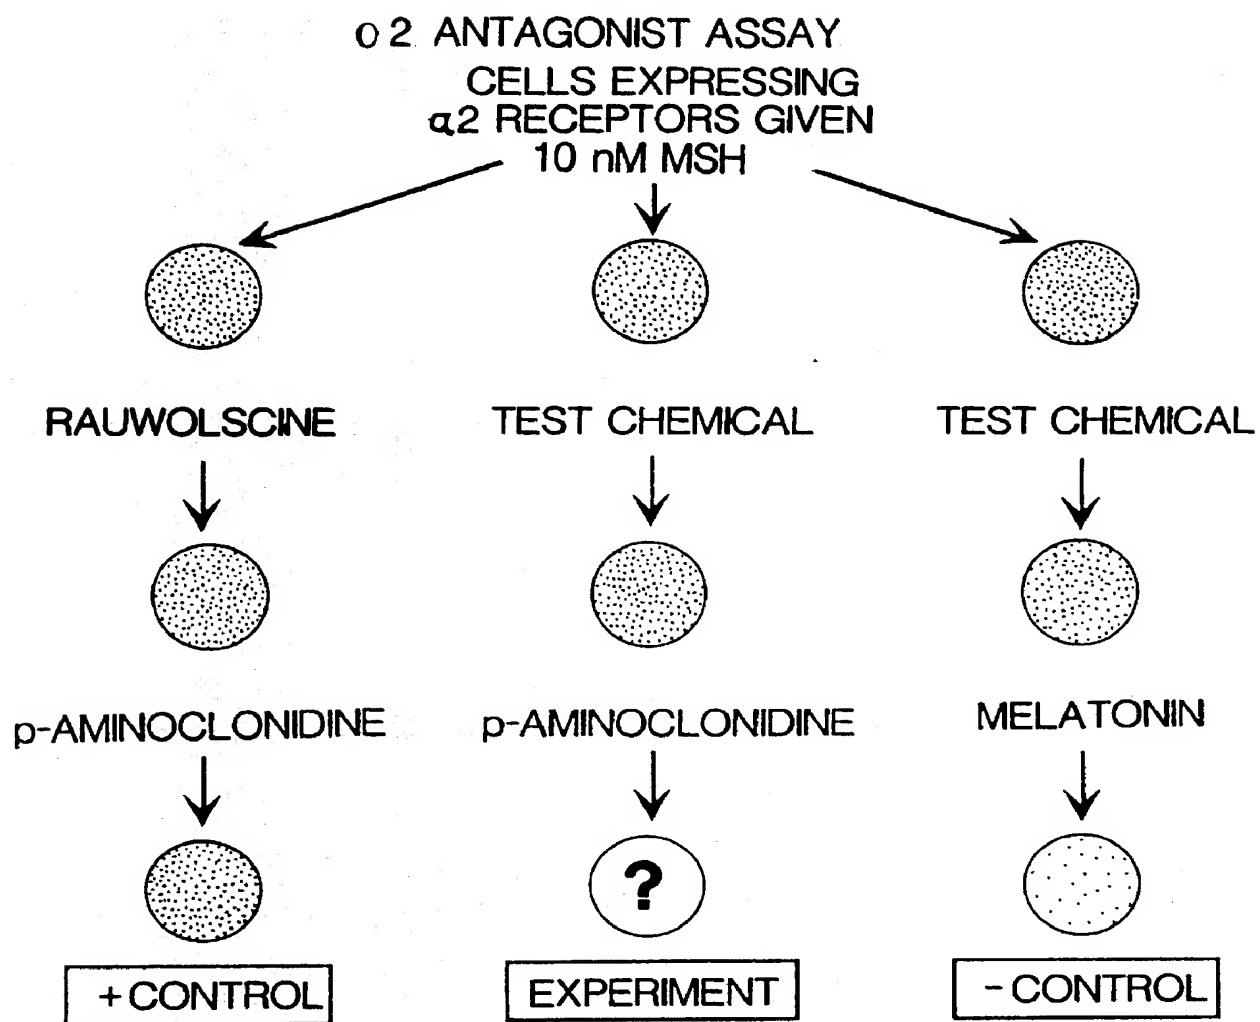 α2 ANTAGONIST ASSAY
CELLS EXPRESSING
α2 RECEPTORS GIVEN
10 nM MSH
RAUWOLSCINE
TEST CHEMICAL
TEST CHEMICAL
p-AMINOCLONIDINE
p-AMINOCLONIDINE
MELATONIN
?
+CONTROL
EXPERIMENT
-CONTROL